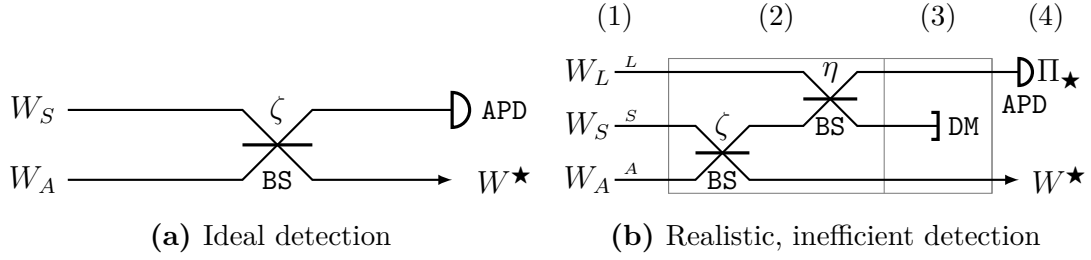 (1) (2) (3) (4)
W_L L η Π★
APD
W_S ζ APD
BS
W_A W★
(a) Ideal detection
W_S S ζ BS DM
W_A A BS W★
(b) Realistic, inefficient detection